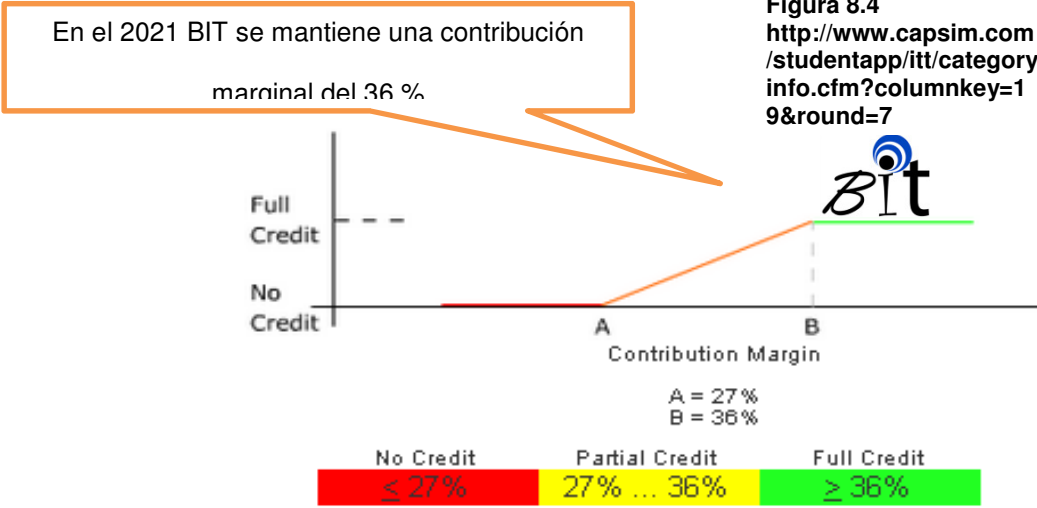 En el 2021 BIT se mantiene una contribución
marginal del 36 %
Figura 8.4
http://www.capsim.com
/studentapp/itt/category
info.cfm?columnkey=1
9&round=7
BIt
Full
Credit
No
Credit
A
B
Contribution Margin
A = 27%
B = 36%
No Credit
Partial Credit
Full Credit
≤ 27%
27% ... 36%
≥ 36%